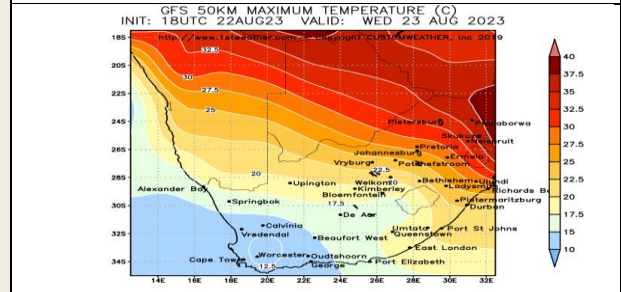 GFS 50KM MAXIMUM TEMPERATURE (C)
INIT: 18UTC 22AUG23 VALID: WED 23 AUG 2023
http://www.1stweather.com © copyright CUSTOMWEATHER, Inc 2019
18S
20S
22S
24S
26S
28S
30S
32S
34S
32.5
30
27.5
25
20
22.5
20
17.5
12.5
Pietersburg
Phalaborwa
Skukuza
Nelspruit
Pretoria
Johannesburg
Ermelo
Vryburg
Potchefstroom
Welkom
Bethlehem
Ulundi
Upington
Kimberley
Ladysmith
Alexander Bay
Bloemfontein
Richards B
Springbok
Pietermaritzburg
Durban
De Aar
Calvinia
Umtata
Port St Johns
Vredendal
Queenstown
Beaufort West
East London
Worcester
Oudtshoorn
Cape Town
George
Port Elizabeth
14E 16E 18E 20E 22E 24E 26E 28E 30E 32E
40
37.5
35
32.5
30
27.5
25
22.5
20
17.5
15
10